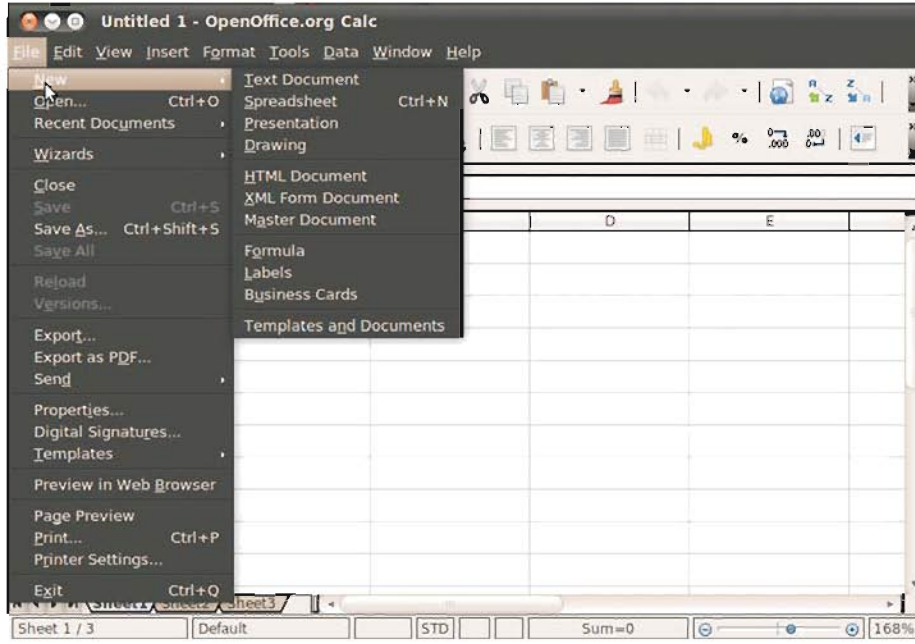 Untitled 1 - OpenOffice.org Calc
File Edit View Insert Format Tools Data Window Help
New
Open... Ctrl+O
Recent Documents
Wizards
Close
Save Ctrl+S
Save As... Ctrl+Shift+S
Save All
Reload
Versions...
Export...
Export as PDF...
Send
Properties...
Digital Signatures...
Templates
Preview in Web Browser
Page Preview
Print... Ctrl+P
Printer Settings...
Exit Ctrl+Q
Text Document
Spreadsheet Ctrl+N
Presentation
Drawing
HTML Document
XML Form Document
Master Document
Formula
Labels
Business Cards
Templates and Documents
D E
Sheet1 Sheet2 Sheet3
Sheet 1 / 3 Default STD Sum=0 168%